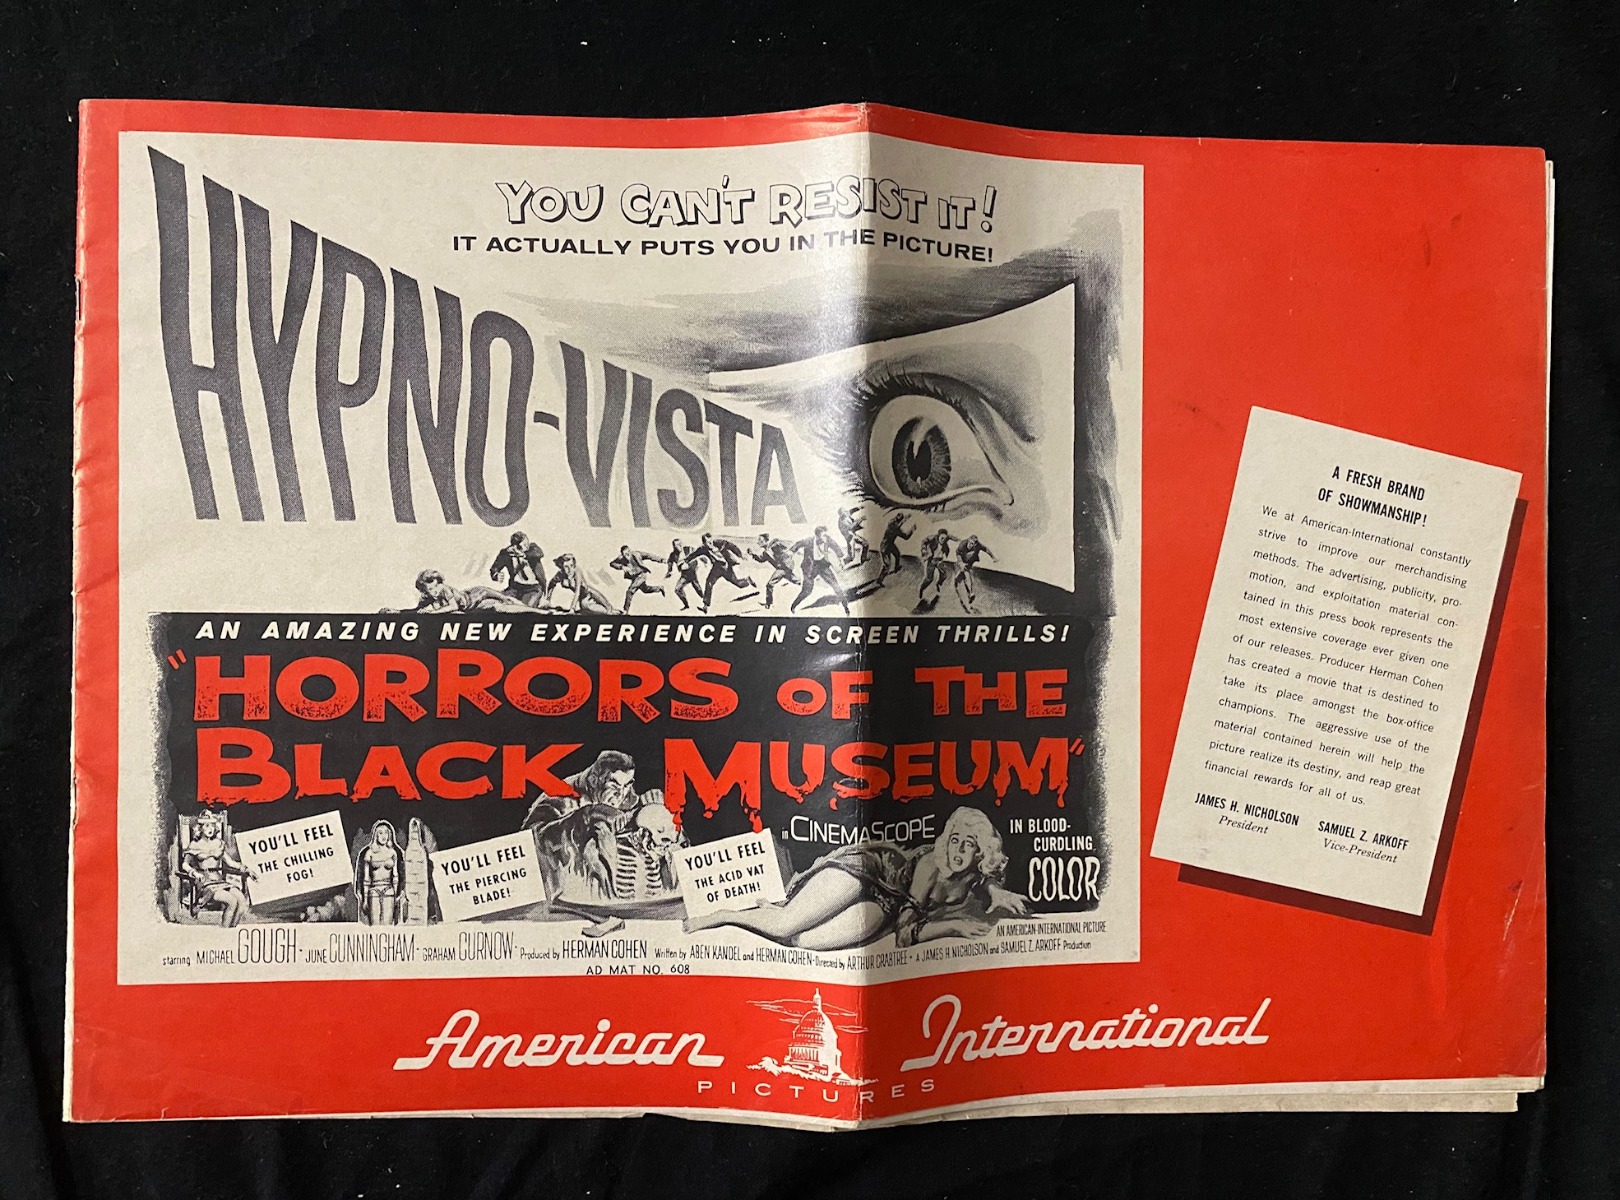 YOU CAN'T RESIST IT!
IT ACTUALLY PUTS YOU IN THE PICTURE!
HYPNO-VISTA
AN AMAZING NEW EXPERIENCE IN SCREEN THRILLS!
"HORRORS OF THE
BLACK MUSEUM"
YOU'LL FEEL
THE CHILLING
FOG!
YOU'LL FEEL
THE PIERCING
BLADE!
YOU'LL FEEL
THE ACID VAT
OF DEATH!
in CINEMASCOPE
IN BLOOD-
CURDLING
COLOR
AN AMERICAN-INTERNATIONAL PICTURE
starring MICHAEL GOUGH · JUNE CUNNINGHAM · GRAHAM CURNOW · Produced by HERMAN COHEN Written by ABEN KANDEL and HERMAN COHEN · Directed by ARTHUR CRABTREE · A JAMES H. NICHOLSON and SAMUEL Z. ARKOFF Production
AD MAT NO. 608
American International
PICTURES
A FRESH BRAND
OF SHOWMANSHIP!
We at American-International constantly
strive to improve our merchandising
methods. The advertising, publicity, pro-
motion, and exploitation material con-
tained in this press book represents the
most extensive coverage ever given one
of our releases. Producer Herman Cohen
has created a movie that is destined to
take its place amongst the box-office
champions. The aggressive use of the
material contained herein will help the
picture realize its destiny, and reap great
financial rewards for all of us.
JAMES H. NICHOLSON
President
SAMUEL Z. ARKOFF
Vice-President